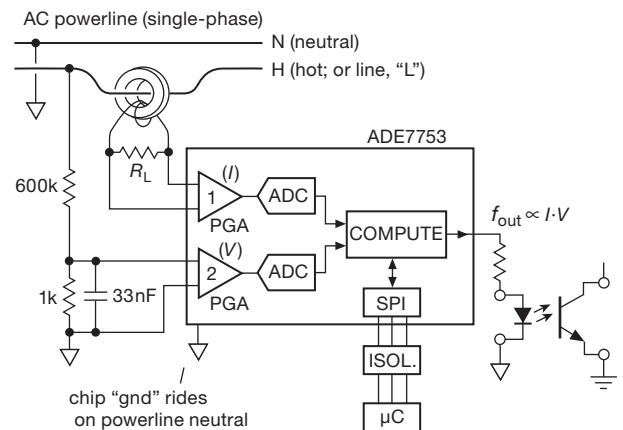 AC powerline (single-phase)
N (neutral)
H (hot; or line, “L”)
ADE7753
R_L
(I)
600k
1
ADC
PGA
f_out ∝ I·V
COMPUTE
(V)
2
ADC
1k
33nF
PGA
SPI
ISOL.
chip “gnd” rides
on powerline neutral
µC